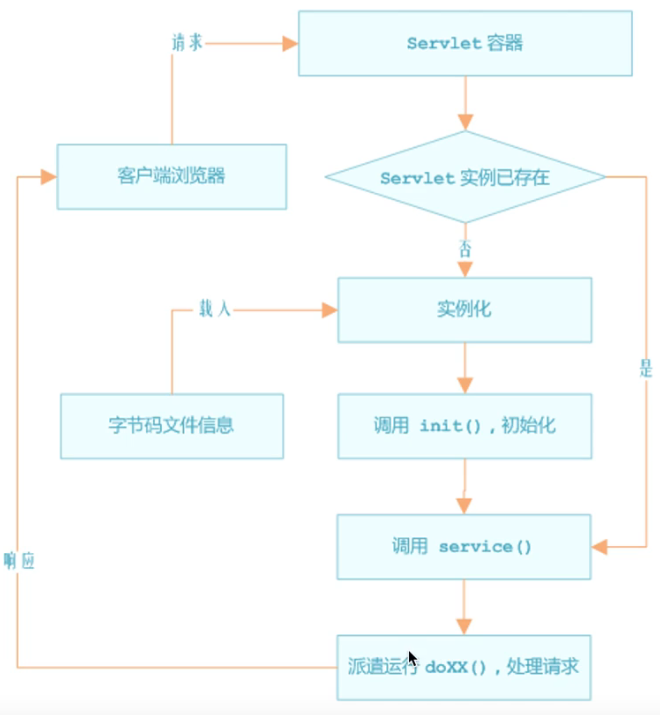 请求
Servlet 容器
客户端浏览器
Servlet 实例已存在
否
载入
实例化
是
字节码文件信息
调用 init()，初始化
调用 service()
响应
派遣运行 doXX()，处理请求